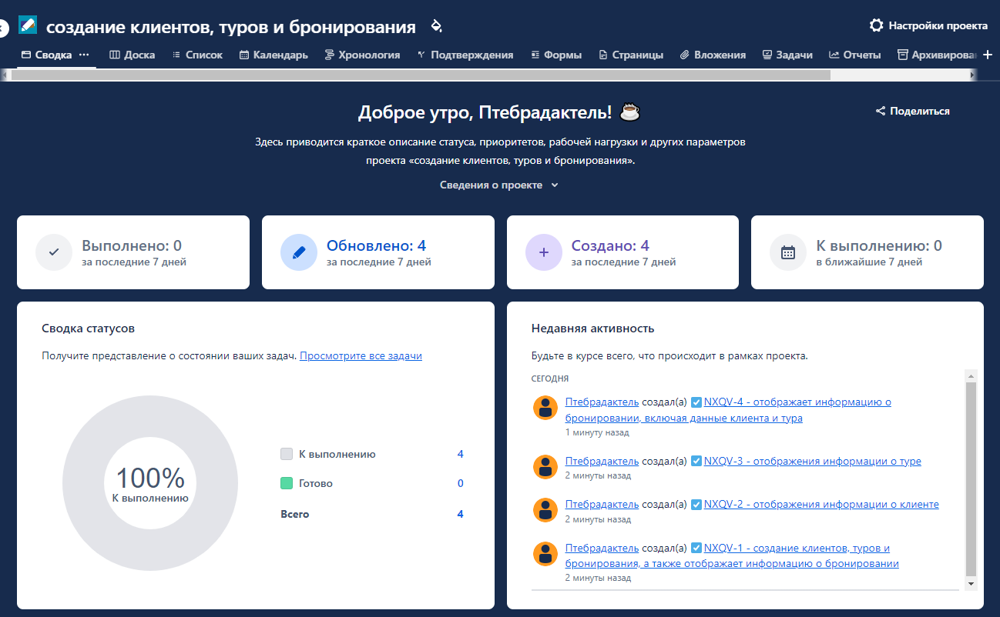 создание клиентов, туров и бронирования
Настройки проекта
Сводка
Доска
Список
Календарь
Хронология
Подтверждения
Формы
Страницы
Вложения
Задачи
Отчеты
Доброе утро, Птебрадактель!
Поделиться
Здесь приводится краткое описание статуса, приоритетов, рабочей нагрузки и других параметров
проекта «создание клиентов, туров и бронирования».
Сведения о проекте
Выполнено: 0
за последние 7 дней
Обновлено: 4
за последние 7 дней
Создано: 4
за последние 7 дней
К выполнению: 0
в ближайшие 7 дней
Сводка статусов
Получите представление о состоянии ваших задач. Просмотрите все задачи
100%
К выполнению
К выполнению 4
Готово 0
Всего 4
Недавняя активность
Будьте в курсе всего, что происходит в рамках проекта.
СЕГОДНЯ
Птебрадактель создал(а) NXQV-4 - отображает информацию о
бронировании, включая данные клиента и тура
1 минуту назад
Птебрадактель создал(а) NXQV-3 - отображения информации о туре
2 минуты назад
Птебрадактель создал(а) NXQV-2 - отображения информации о клиенте
2 минуты назад
Птебрадактель создал(а) NXQV-1 - создание клиентов, туров и
бронирования, а также отображает информацию о бронировании
2 минуты назад